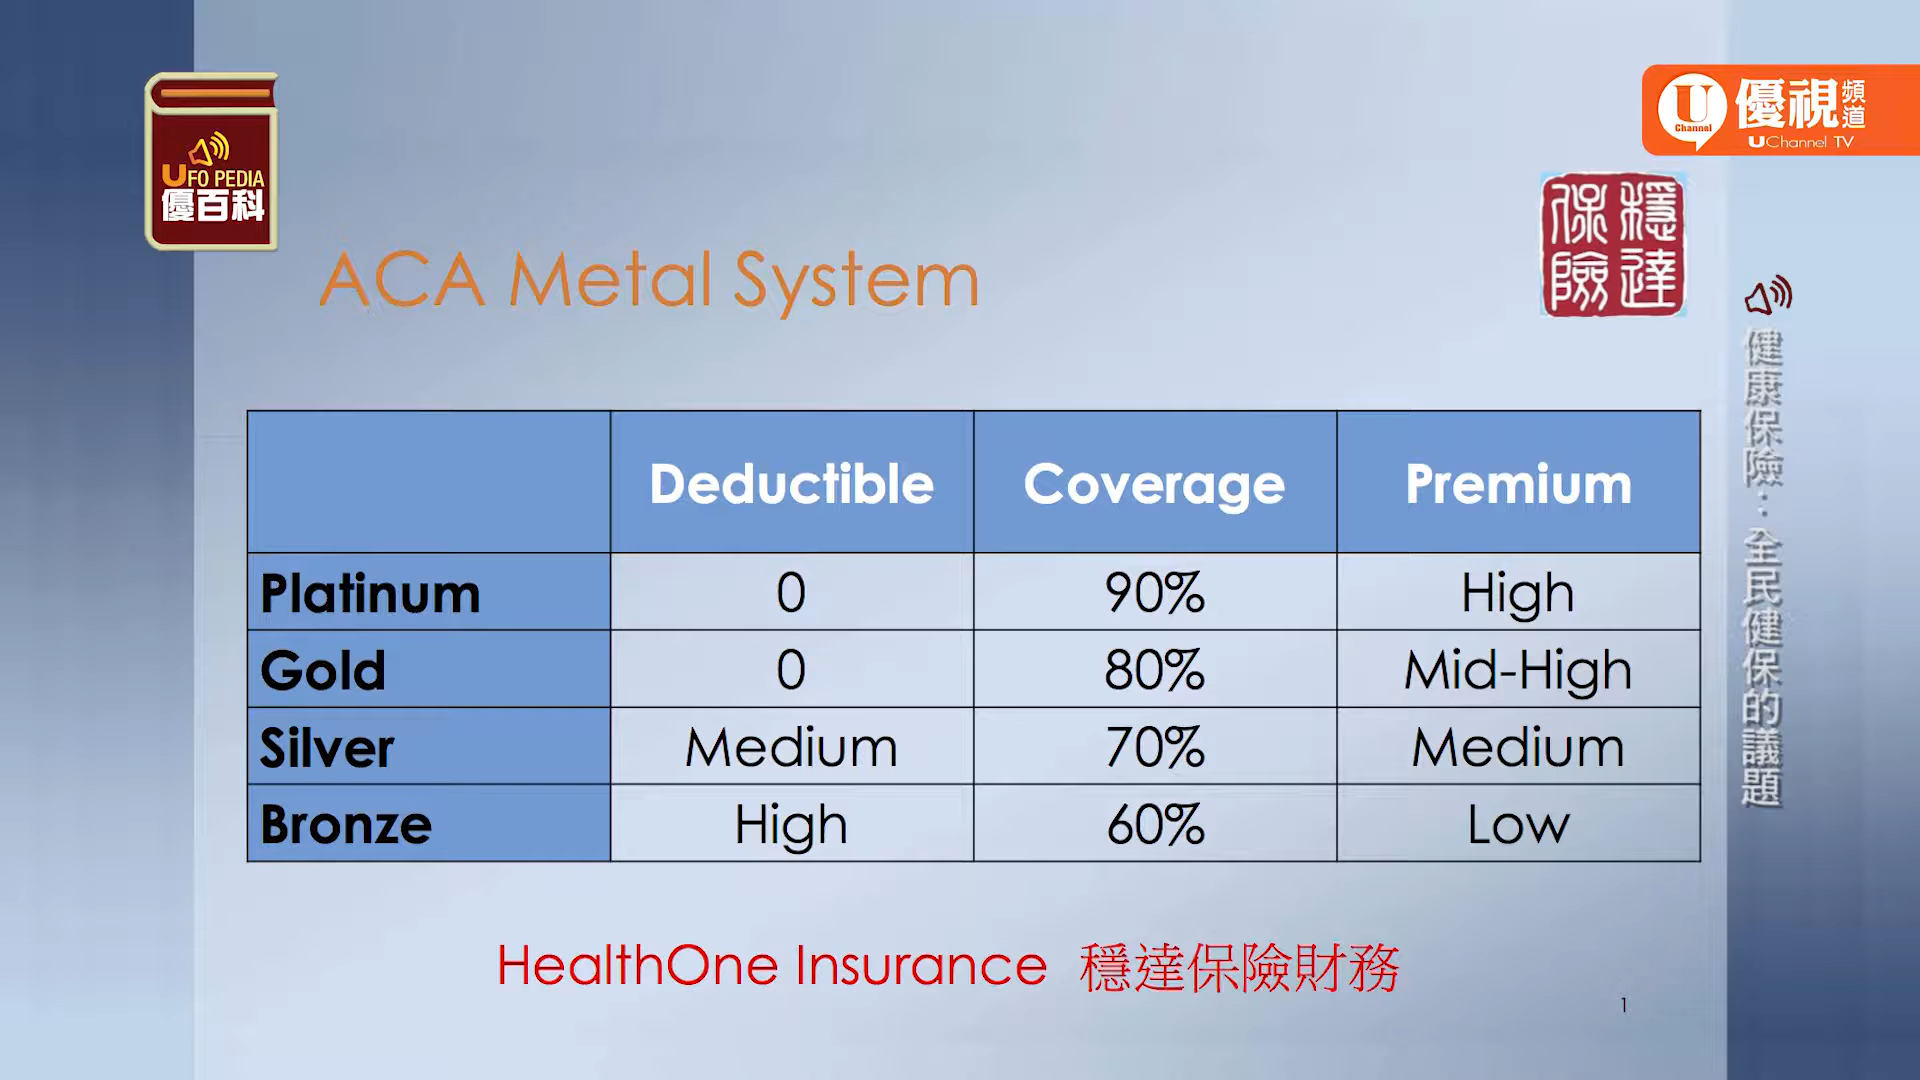 UFO PEDIA
優百科
U Channel
優視頻道
UChannel TV
穩達保險
ACA Metal System
健康保險：全民健保的議題
Deductible Coverage Premium
Platinum 0 90% High
Gold 0 80% Mid-High
Silver Medium 70% Medium
Bronze High 60% Low
HealthOne Insurance 穩達保險財務
1